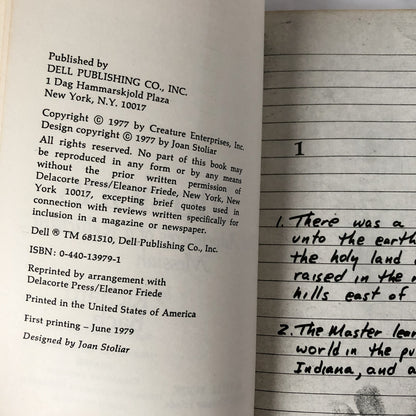 Published by
DELL PUBLISHING CO., INC.
1 Dag Hammarskjold Plaza
New York, N.Y. 10017
Copyright © 1977 by Creature Enterprises, Inc.
Design copyright © 1977 by Joan Stoliar
All rights reserved. No part of this book may
be reproduced in any form or by any means
without the prior written permission of
Delacorte Press/Eleanor Friede, New York, New
York 10017, excepting brief quotes used in
connection with reviews written specifically for
inclusion in a magazine or newspaper.
Dell ® TM 681510, Dell Publishing Co., Inc.
ISBN: 0-440-13979-1
Reprinted by arrangement with
Delacorte Press/Eleanor Friede
Printed in the United States of America
First printing – June 1979
Designed by Joan Stoliar
1
1. There was a
unto the earth
the holy land
raised in the
hills east of
2. The Master lear
world in the pu
Indiana, and a